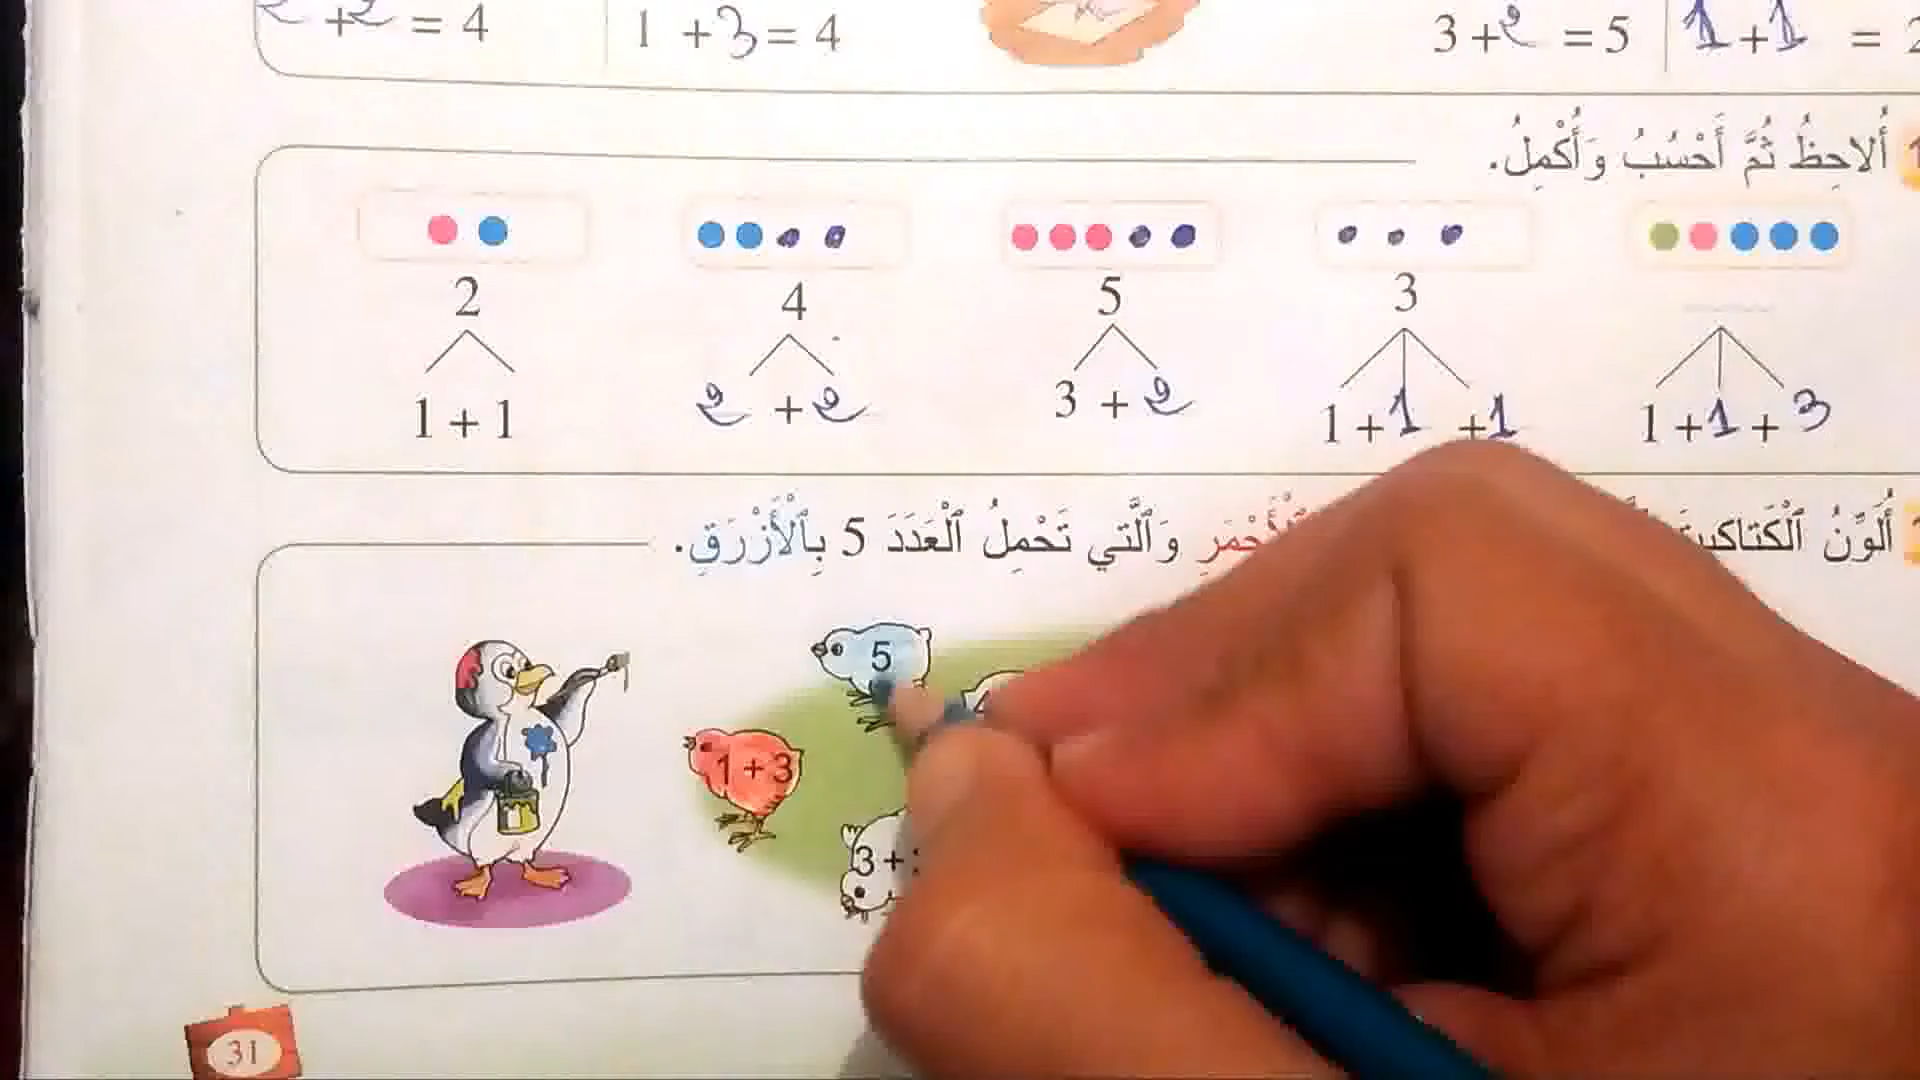 2 + 2 = 4
1 + 3 = 4
3 + 2 = 5
1 + 1 =
أُلاحِظُ ثُمَّ أَحْسُبُ وَأُكْمِلُ.
2 4 5 3
1 + 1 2 + 2 3 + 2 1 + 1 + 1 1 + 1 + 3
أُلَوِّنُ ٱلْكَتاكيتَ ٱلْأَحْمَرِ وَٱلَّتي تَحْمِلُ ٱلْعَدَدَ 5 بِٱلْأَزْرَقِ.
5
1 + 3
3 +
31